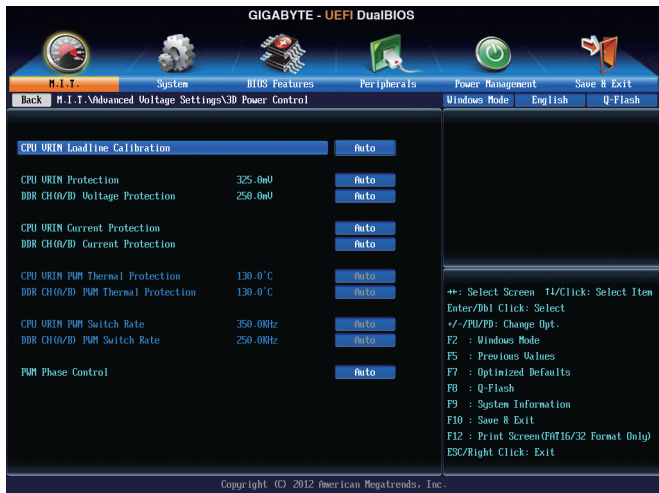 GIGABYTE - UEFI DualBIOS
M.I.T. System BIOS Features Peripherals Power Management Save & Exit
Back M.I.T.\Advanced Voltage Settings\3D Power Control Windows Mode English Q-Flash
CPU VRIN Loadline Calibration Auto
CPU VRIN Protection 325.0mV Auto
DDR CH(A/B) Voltage Protection 250.0mV Auto
CPU VRIN Current Protection Auto
DDR CH(A/B) Current Protection Auto
CPU VRIN PWM Thermal Protection 130.0°C Auto
DDR CH(A/B) PWM Thermal Protection 130.0°C Auto
CPU VRIN PWM Switch Rate 350.0KHz Auto
DDR CH(A/B) PWM Switch Rate 250.0KHz Auto
PWM Phase Control Auto
→←: Select Screen ↑↓/Click: Select Item
Enter/Dbl Click: Select
+/-/PU/PD: Change Opt.
F2 : Windows Mode
F5 : Previous Values
F7 : Optimized Defaults
F8 : Q-Flash
F9 : System Information
F10 : Save & Exit
F12 : Print Screen(FAT16/32 Format Only)
ESC/Right Click: Exit
Copyright (C) 2012 American Megatrends, Inc.